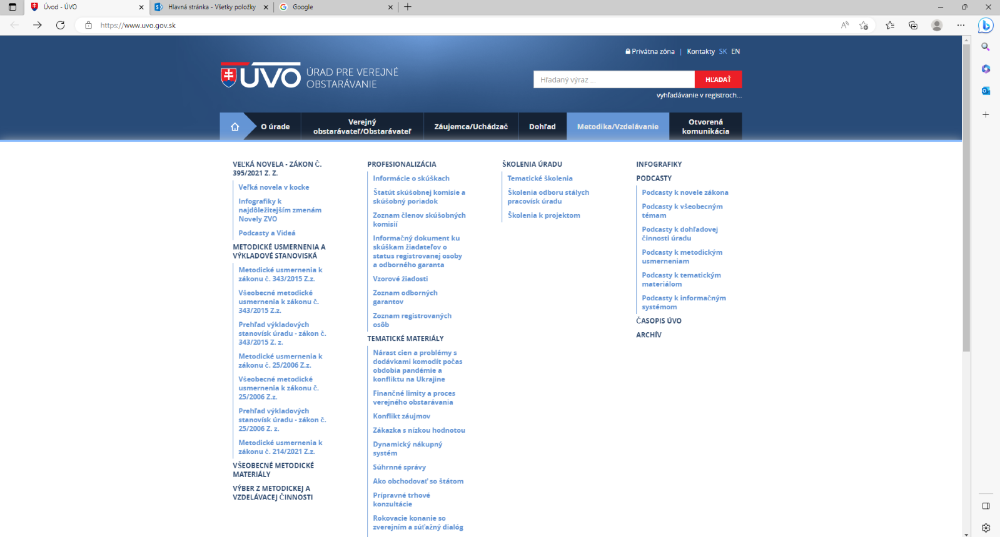 Úvod - ÚVO
Hlavná stránka - Všetky položky
Google
https://www.uvo.gov.sk
Privátna zóna | Kontakty SK EN
ÚVO ÚRAD PRE VEREJNÉ
OBSTARÁVANIE
Hľadaný výraz ...
HĽADAŤ
vyhľadávanie v registroch...
O úrade
Verejný
obstarávateľ/Obstarávateľ
Záujemca/Uchádzač
Dohľad
Metodika/Vzdelávanie
Otvorená
komunikácia
VEĽKÁ NOVELA - ZÁKON Č.
395/2021 Z. Z.
Veľká novela v kocke
Infografiky k
najdôležitejším zmenám
Novely ZVO
Podcasty a Videá
METODICKÉ USMERNENIA A
VÝKLADOVÉ STANOVISKÁ
Metodické usmernenia k
zákonu č. 343/2015 Z.z.
Všeobecné metodické
usmernenia k zákonu č.
343/2015 Z.z.
Prehľad výkladových
stanovísk úradu - zákon č.
343/2015 Z. z.
Metodické usmernenia k
zákonu č. 25/2006 Z.z.
Všeobecné metodické
usmernenia k zákonu č.
25/2006 Z.z.
Prehľad výkladových
stanovísk úradu - zákon č.
25/2006 Z. z.
Metodické usmernenia k
zákonu č. 214/2021 Z.z.
VŠEOBECNÉ METODICKÉ
MATERIÁLY
VÝBER Z METODICKEJ A
VZDELÁVACEJ ČINNOSTI
PROFESIONALIZÁCIA
Informácie o skúškach
Štatút skúšobnej komisie a
skúšobný poriadok
Zoznam členov skúšobných
komisií
Informačný dokument ku
skúškam žiadateľov o
status registrovanej osoby
a odborného garanta
Vzorové žiadosti
Zoznam odborných
garantov
Zoznam registrovaných
osôb
TEMATICKÉ MATERIÁLY
Nárast cien a problémy s
dodávkami komodít počas
obdobia pandémie a
konfliktu na Ukrajine
Finančné limity a proces
verejného obstarávania
Konflikt záujmov
Zákazka s nízkou hodnotou
Dynamický nákupný
systém
Súhrnné správy
Ako obchodovať so štátom
Prípravné trhové
konzultácie
Rokovacie konanie so
zverejním a súťažný dialóg
ŠKOLENIA ÚRADU
Tematické školenia
Školenia odboru stálych
pracovísk úradu
Školenia k projektom
INFOGRAFIKY
PODCASTY
Podcasty k novele zákona
Podcasty k všeobecným
témam
Podcasty k dohľadovej
činnosti úradu
Podcasty k metodickým
usmerneniam
Podcasty k tematickým
materiálom
Podcasty k informačným
systémom
ČASOPIS ÚVO
ARCHÍV